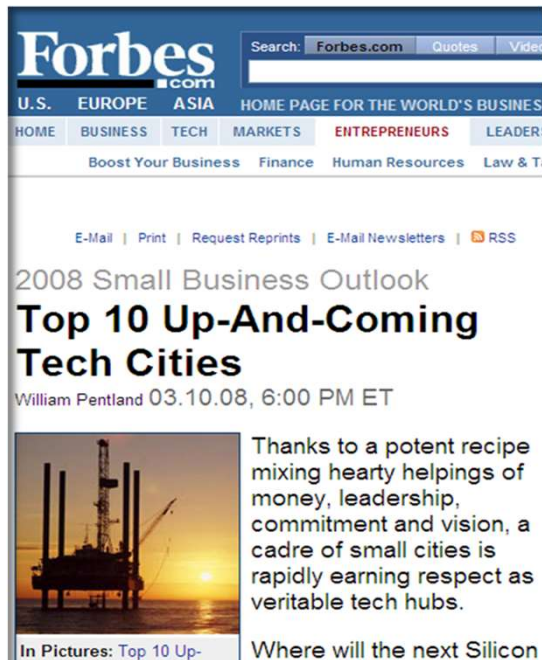 Forbes
.com
Search: Forbes.com Quotes
U.S. EUROPE ASIA HOME PAGE FOR THE WORLD'S
HOME BUSINESS TECH MARKETS ENTREPRENEURS
Boost Your Business Finance Human Resources Law &
E-Mail | Print | Request Reprints | E-Mail Newsletters | RSS
2008 Small Business Outlook
Top 10 Up-And-Coming
Tech Cities
William Pentland 03.10.08, 6:00 PM ET
Thanks to a potent recipe
mixing hearty helpings of
money, leadership,
commitment and vision, a
cadre of small cities is
rapidly earning respect as
veritable tech hubs.
In Pictures: Top 10 Up-
Where will the next Silicon